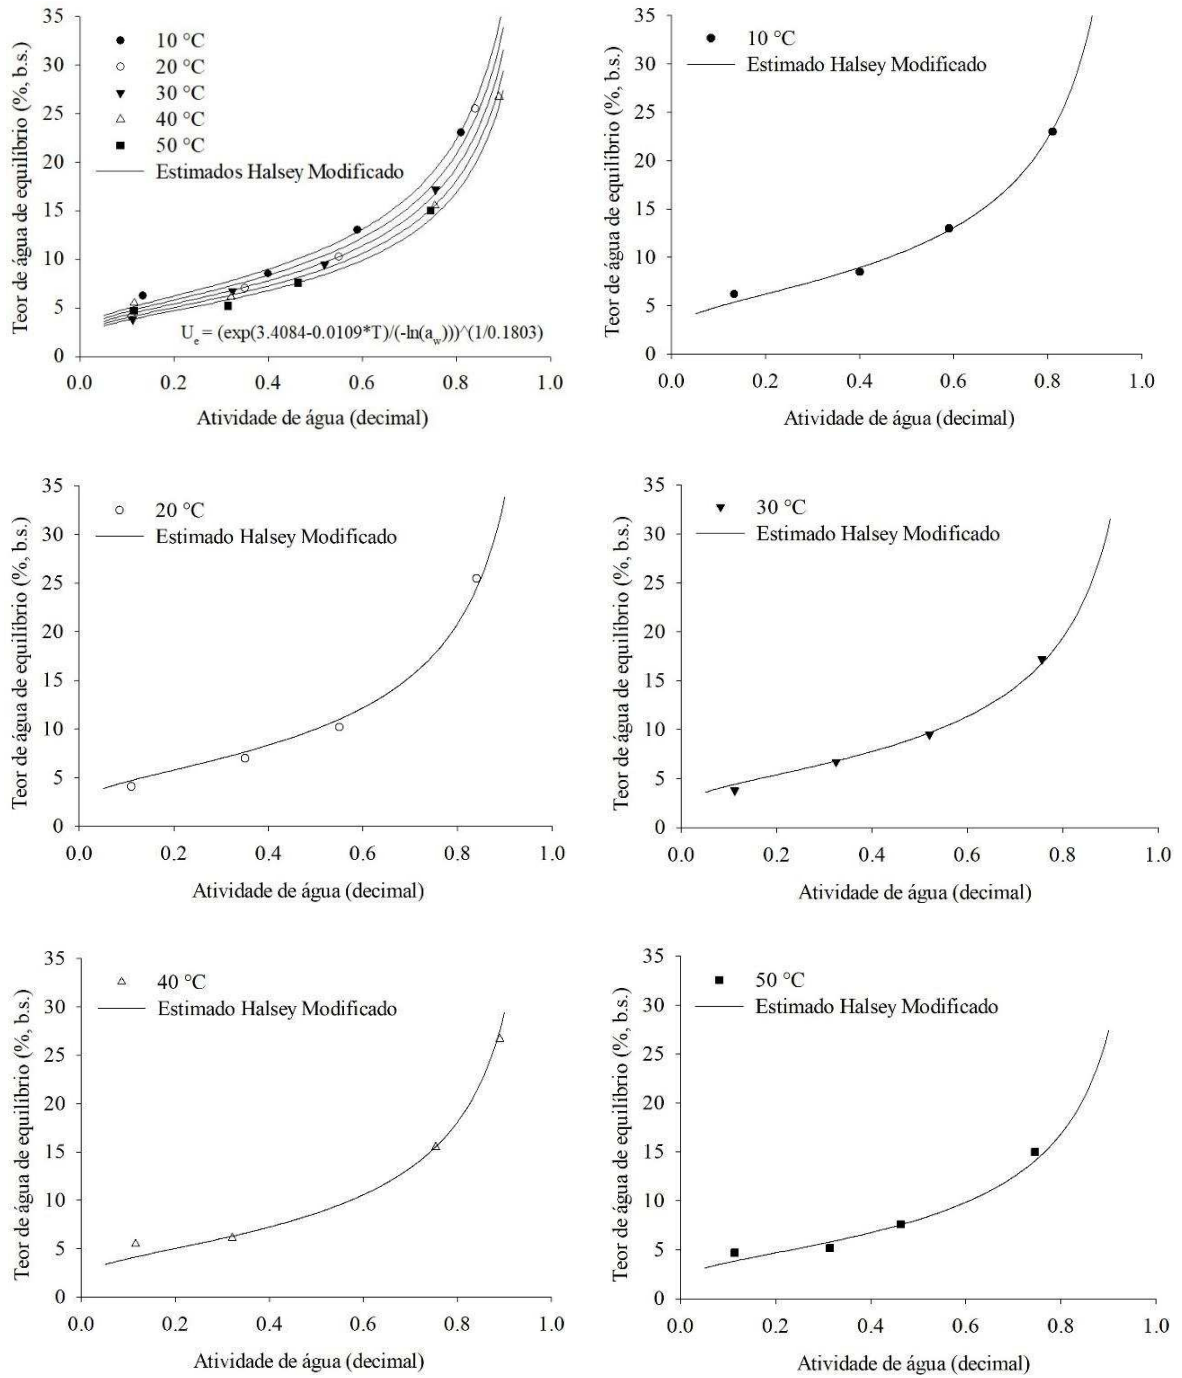 Teor de água de equilíbrio (%, b.s.)
35
30
25
20
15
10
5
0
10 °C
20 °C
30 °C
40 °C
50 °C
Estimados Halsey Modificado
U_e = (exp(3.4084-0.0109*T)/(-ln(a_w)))^(1/0.1803)
0.0 0.2 0.4 0.6 0.8 1.0
Atividade de água (decimal)
Teor de água de equilíbrio (%, b.s.)
35
30
25
20
15
10
5
0
10 °C
Estimado Halsey Modificado
0.0 0.2 0.4 0.6 0.8 1.0
Atividade de água (decimal)
Teor de água de equilíbrio (%, b.s.)
35
30
25
20
15
10
5
0
20 °C
Estimado Halsey Modificado
0.0 0.2 0.4 0.6 0.8 1.0
Atividade de água (decimal)
Teor de água de equilíbrio (%, b.s.)
35
30
25
20
15
10
5
0
30 °C
Estimado Halsey Modificado
0.0 0.2 0.4 0.6 0.8 1.0
Atividade de água (decimal)
Teor de água de equilíbrio (%, b.s.)
35
30
25
20
15
10
5
0
40 °C
Estimado Halsey Modificado
0.0 0.2 0.4 0.6 0.8 1.0
Atividade de água (decimal)
Teor de água de equilíbrio (%, b.s.)
35
30
25
20
15
10
5
0
50 °C
Estimado Halsey Modificado
0.0 0.2 0.4 0.6 0.8 1.0
Atividade de água (decimal)